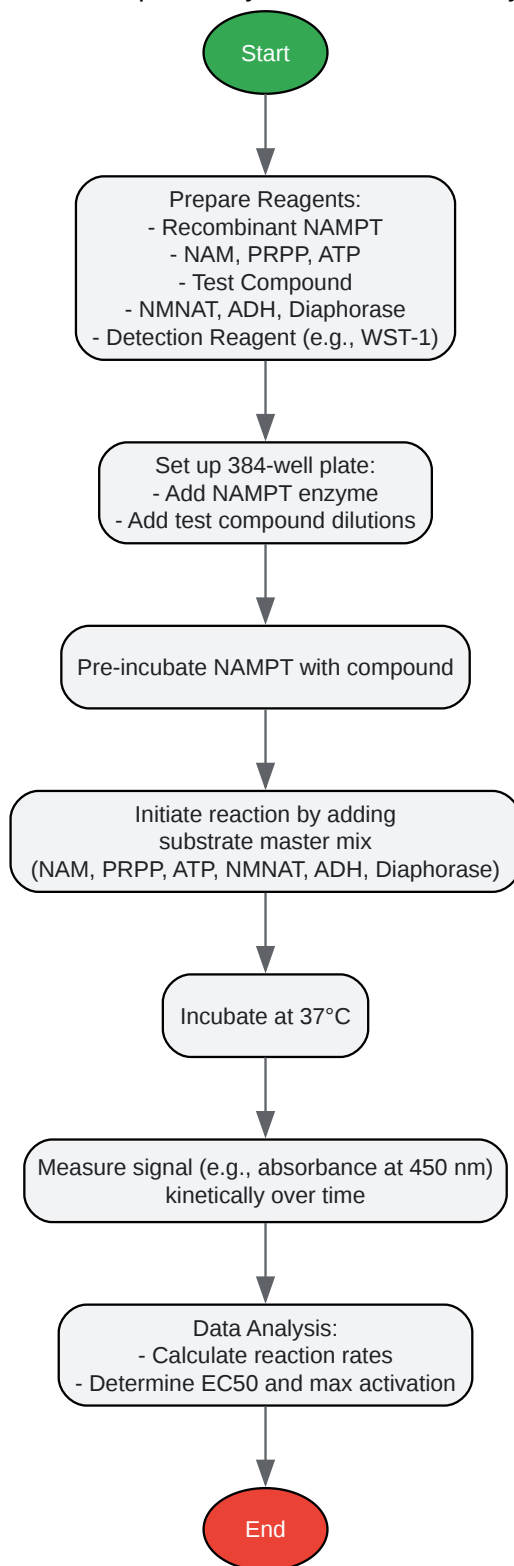 Start
Prepare Reagents:
- Recombinant NAMPT
- NAM, PRPP, ATP
- Test Compound
- NMNAT, ADH, Diaphorase
- Detection Reagent (e.g., WST-1)
Set up 384-well plate:
- Add NAMPT enzyme
- Add test compound dilutions
Pre-incubate NAMPT with compound
Initiate reaction by adding
substrate master mix
(NAM, PRPP, ATP, NMNAT, ADH, Diaphorase)
Incubate at 37°C
Measure signal (e.g., absorbance at 450 nm)
kinetically over time
Data Analysis:
- Calculate reaction rates
- Determine EC50 and max activation
End